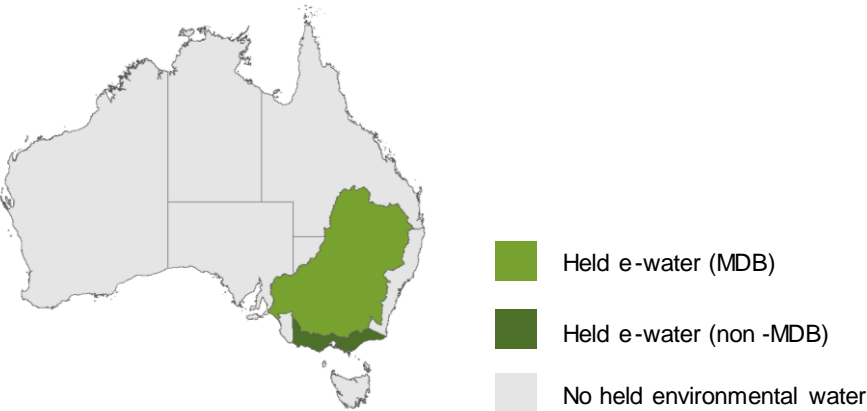 Held e-water (MDB)
Held e-water (non -MDB)
No held environmental water